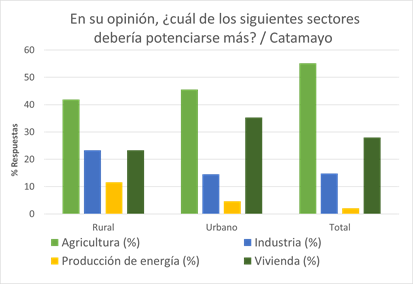 En su opinión, ¿cuál de los siguientes sectores
debería potenciarse más? / Catamayo
60
50
40
30
20
10
0
% Respuestas
Rural Urbano Total
Agricultura (%) Industria (%)
Producción de energía (%) Vivienda (%)